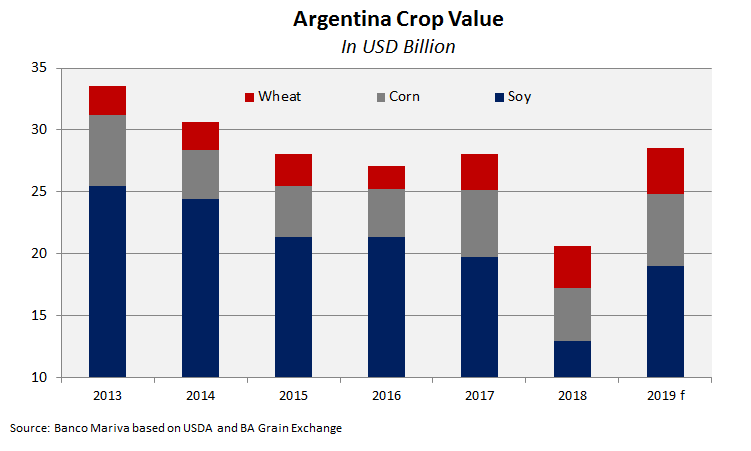 Argentina Crop Value
In USD Billion
35
Wheat Corn Soy
30
25
20
15
10
2013 2014 2015 2016 2017 2018 2019 f
Source: Banco Mariva based on USDA and BA Grain Exchange